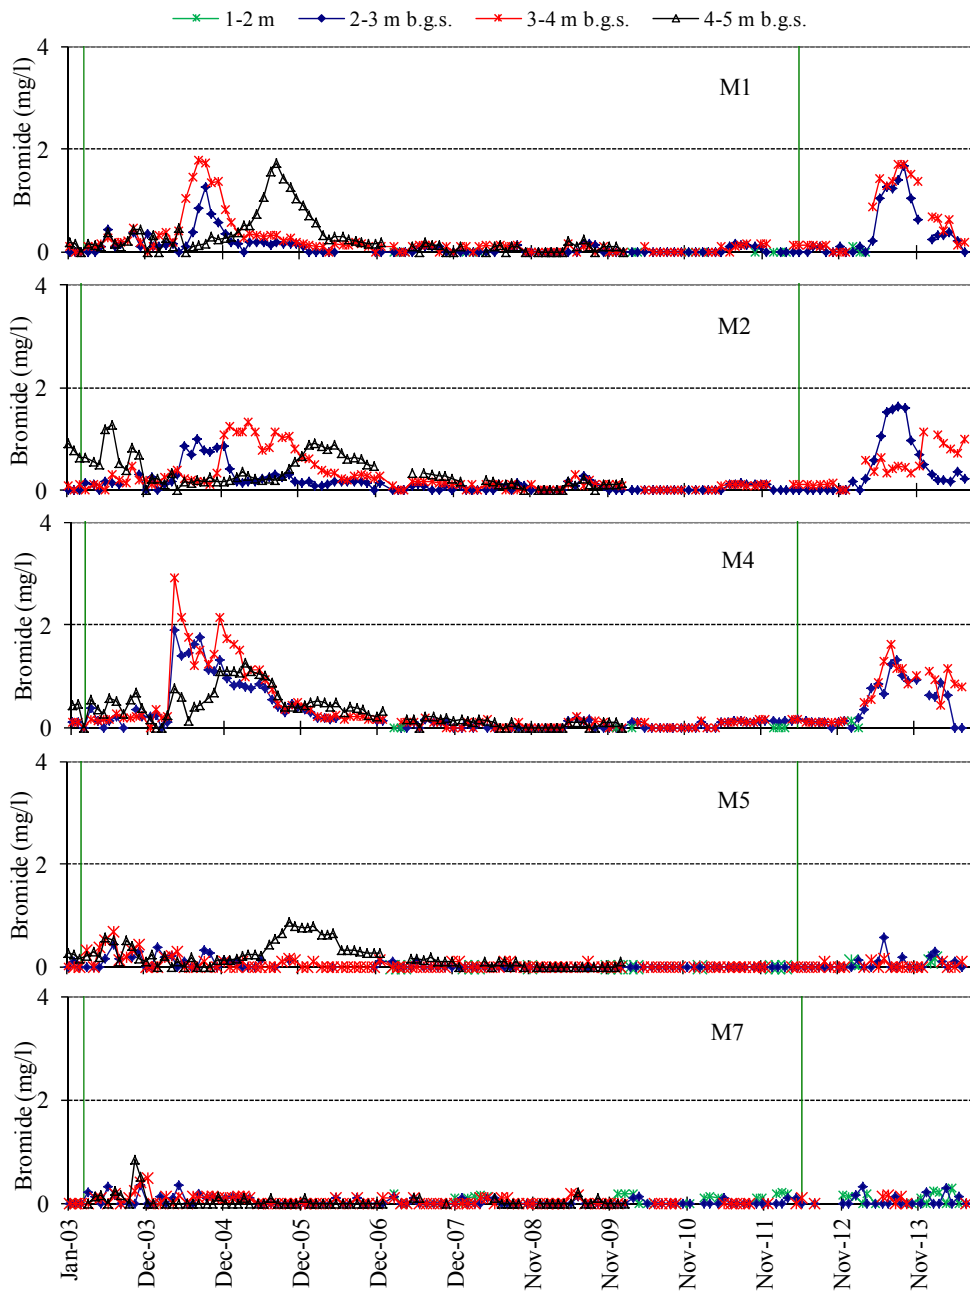 1-2 m 2-3 m b.g.s. 3-4 m b.g.s. 4-5 m b.g.s.
4
2
0
Bromide (mg/l)
M1
4
2
0
Bromide (mg/l)
M2
4
2
0
Bromide (mg/l)
M4
4
2
0
Bromide (mg/l)
M5
4
2
0
Bromide (mg/l)
M7
Jan-03 Dec-03 Dec-04 Dec-05 Dec-06 Dec-07 Nov-08 Nov-09 Nov-10 Nov-11 Nov-12 Nov-13